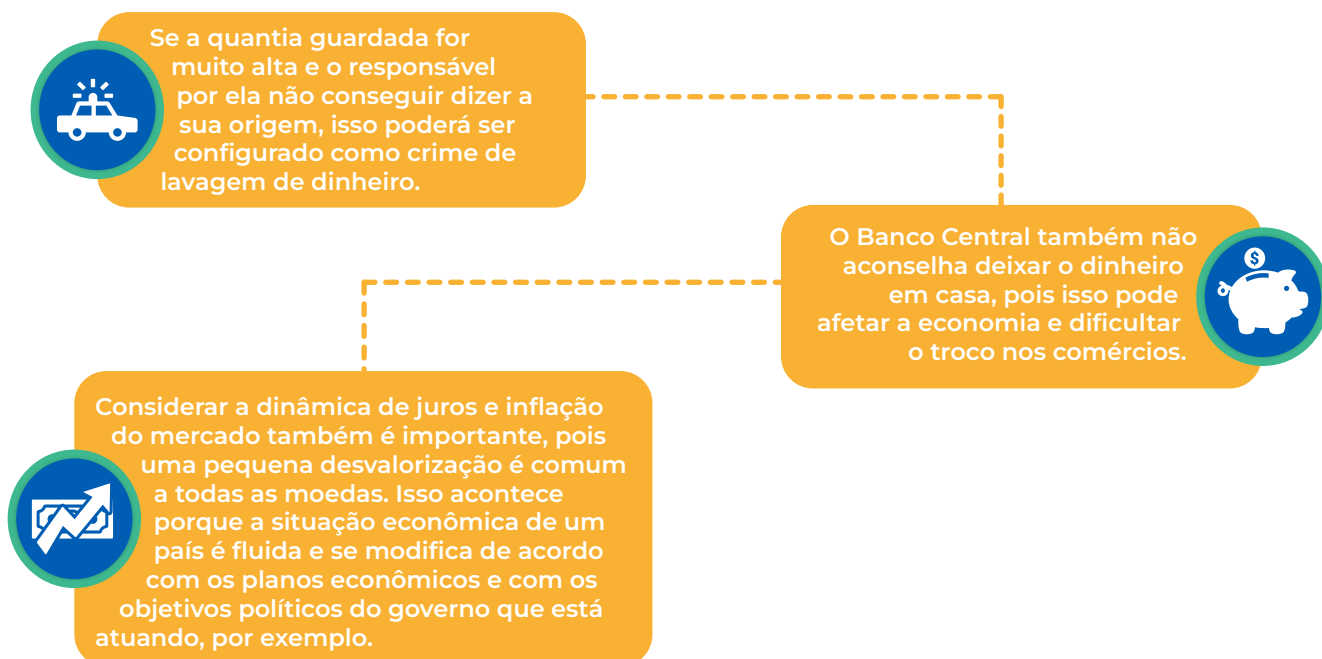 Se a quantia guardada for
muito alta e o responsável
por ela não conseguir dizer a
sua origem, isso poderá ser
configurado como crime de
lavagem de dinheiro.
O Banco Central também não
aconselha deixar o dinheiro
em casa, pois isso pode
afetar a economia e dificultar
o troco nos comércios.
$
Considerar a dinâmica de juros e inflação
do mercado também é importante, pois
uma pequena desvalorização é comum
a todas as moedas. Isso acontece
porque a situação econômica de um
país é fluida e se modifica de acordo
com os planos econômicos e com os
objetivos políticos do governo que está
atuando, por exemplo.